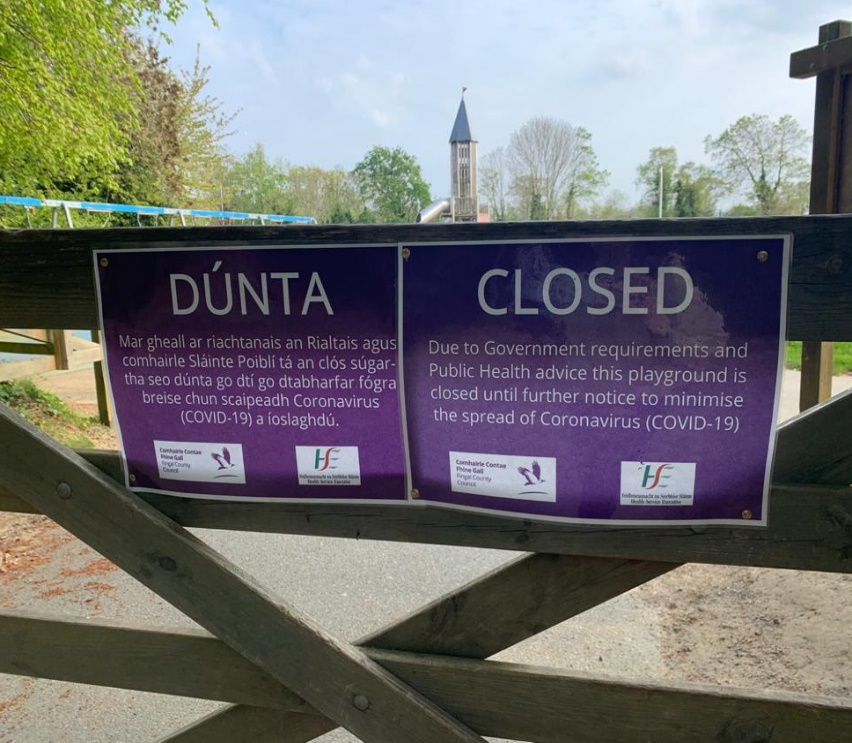 DÚNTA
Mar gheall ar riachtanais an Rialtais agus
comhairle Sláinte Poiblí tá an clós súgar-
tha seo dúnta go dtí go dtabharfar fógra
breise chun scaipeadh Coronavirus
(COVID-19) a íoslaghdú.
Comhairle Contae
Fhine Gall
Fingal County
Council
Feidhmeannacht na Seirbhíse Sláinte
Health Service Executive
CLOSED
Due to Government requirements and
Public Health advice this playground is
closed until further notice to minimise
the spread of Coronavirus (COVID-19)
Comhairle Contae
Fhine Gall
Fingal County
Council
Feidhmeannacht na Seirbhíse Sláinte
Health Service Executive